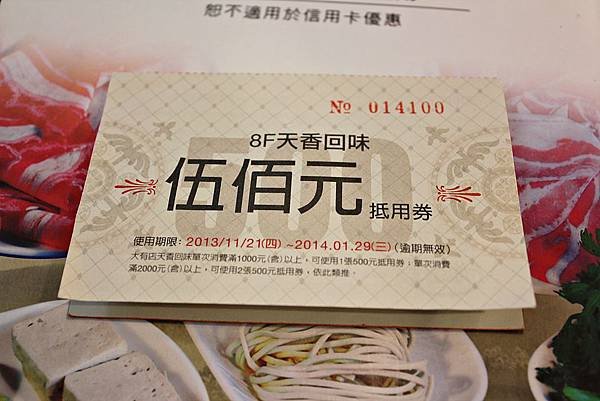 恕不適用於信用卡優惠
№ 014100
8F天香回味
500
伍佰元 抵用券
使用期限: 2013/11/21(四) ~2014.01.29(三) (逾期無效)
大有店天香回味單次消費滿1000元(含)以上，可使用1張500元抵用券；單次消費
滿2000元(含)以上，可使用2張500元抵用券，依此類推。